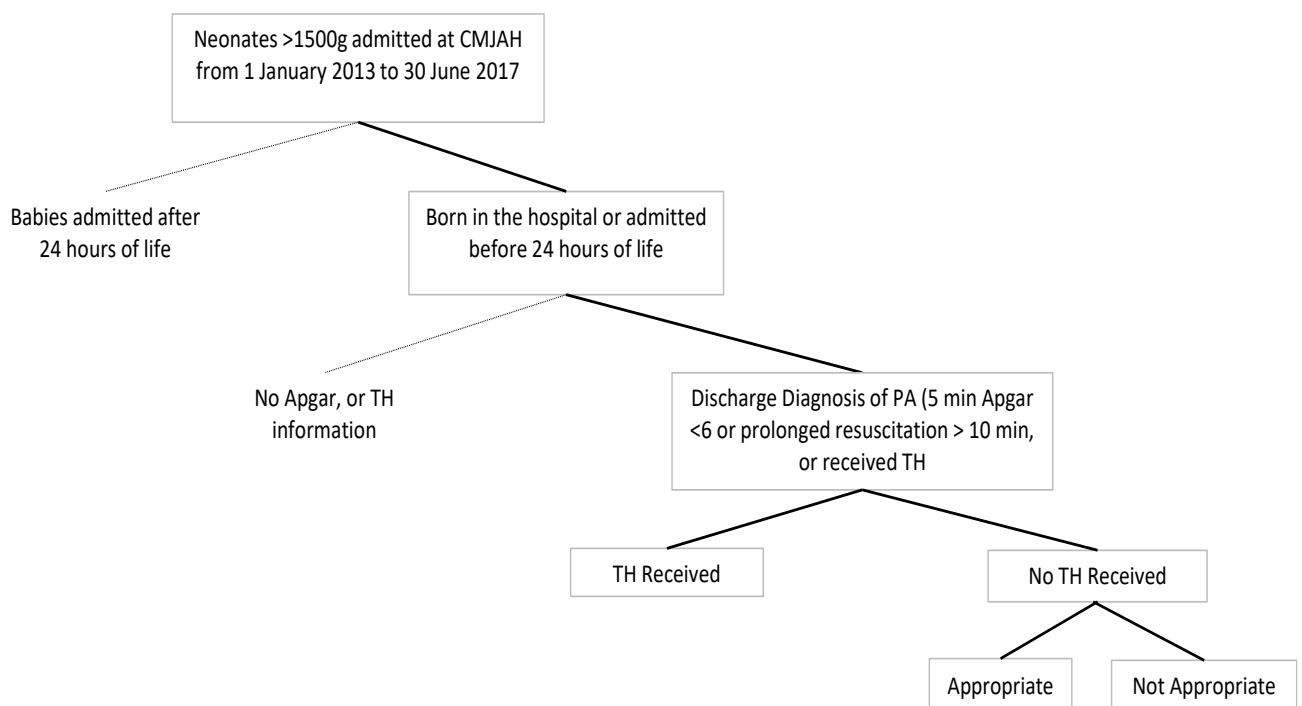 Neonates >1500g admitted at CMJAH
from 1 January 2013 to 30 June 2017
Babies admitted after
24 hours of life
Born in the hospital or admitted
before 24 hours of life
No Apgar, or TH
information
Discharge Diagnosis of PA (5 min Apgar
<6 or prolonged resuscitation > 10 min,
or received TH
TH Received
No TH Received
Appropriate
Not Appropriate